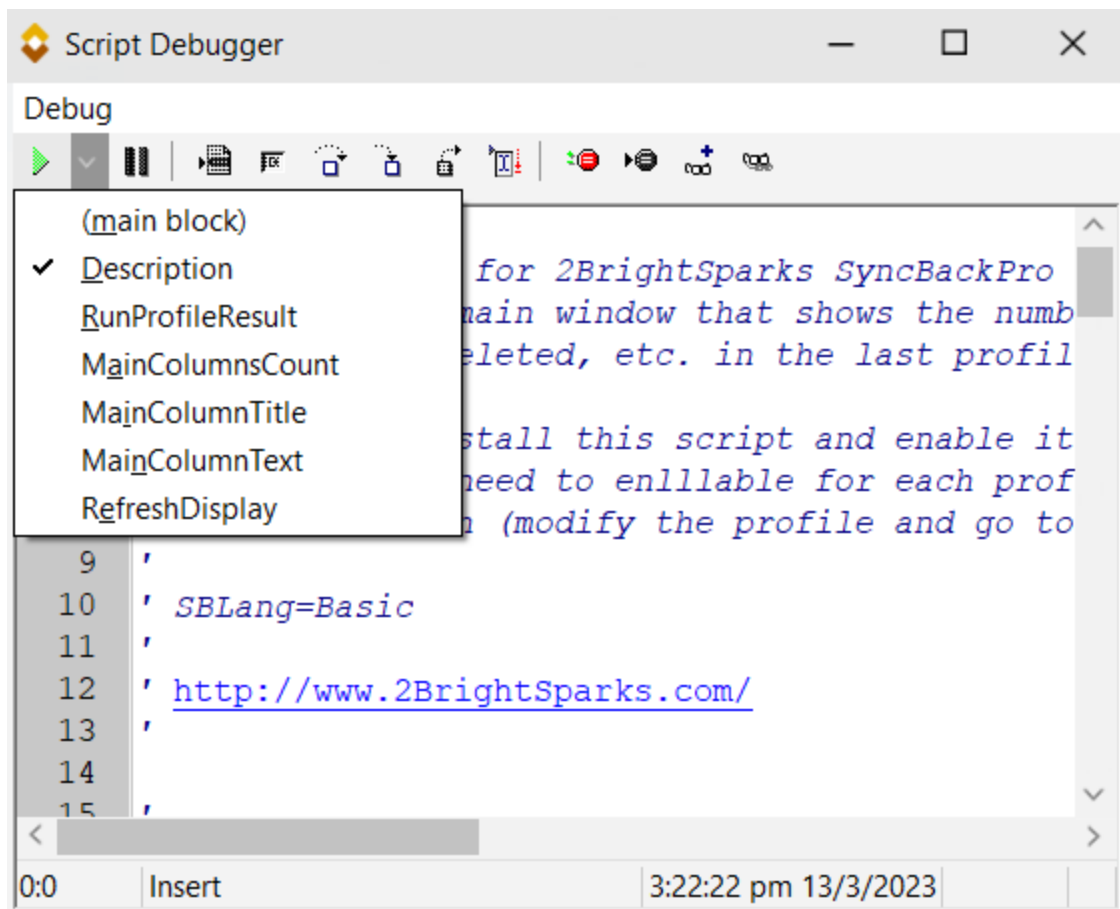 Script Debugger
Debug
(main block)
Description
RunProfileResult
MainColumnsCount
MainColumnTitle
MainColumnText
RefreshDisplay
for 2BrightSparks SyncBackPro
main window that shows the numb
eleted, etc. in the last profil
stall this script and enable it
need to enlllable for each prof
(modify the profile and go to
9 '
10 ' SBLang=Basic
11 '
12 ' http://www.2BrightSparks.com/
13 '
14
15 '
0:0 Insert 3:22:22 pm 13/3/2023